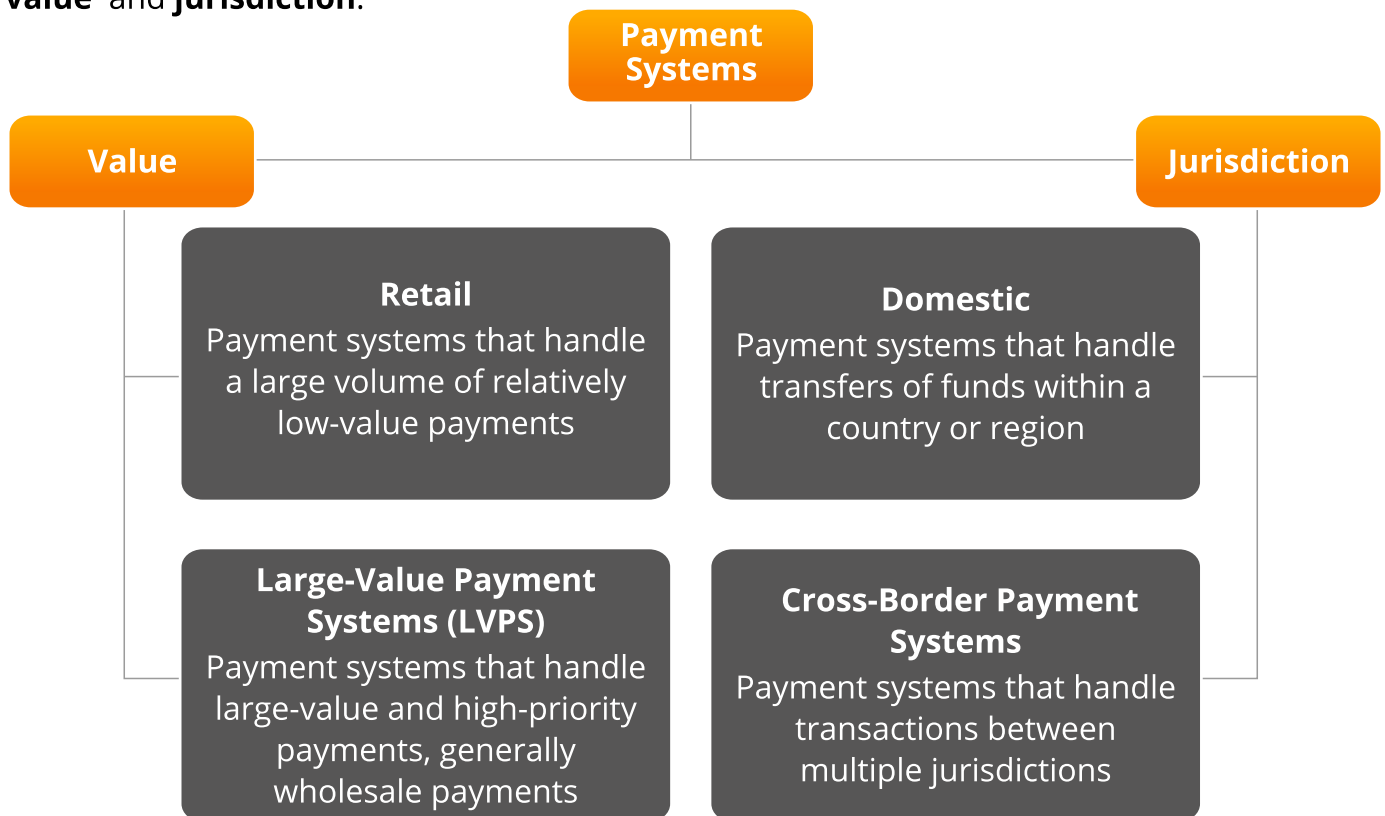 value and jurisdiction.
Payment
Systems
Value
Jurisdiction
Retail
Payment systems that handle
a large volume of relatively
low-value payments
Domestic
Payment systems that handle
transfers of funds within a
country or region
Large-Value Payment
Systems (LVPS)
Payment systems that handle
large-value and high-priority
payments, generally
wholesale payments
Cross-Border Payment
Systems
Payment systems that handle
transactions between
multiple jurisdictions